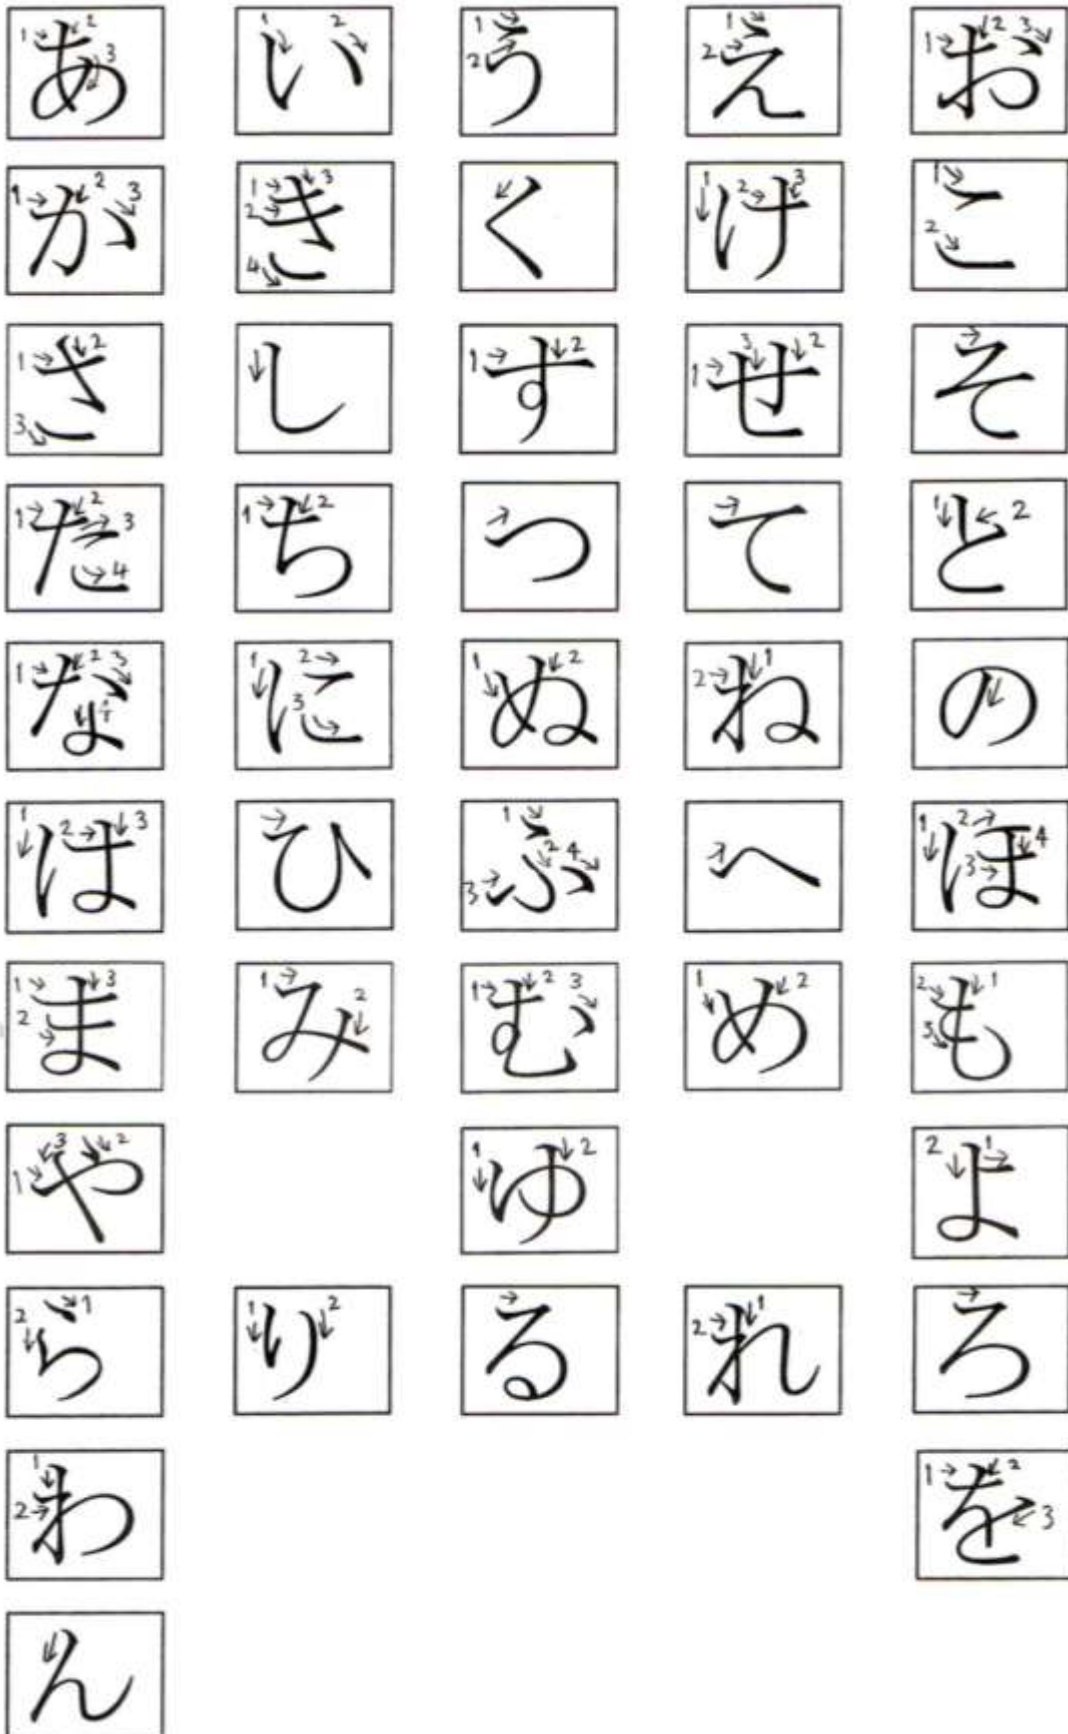 あ い う え お
か き く け こ
さ し す せ そ
た ち つ て と
な に ぬ ね の
は ひ ふ へ ほ
ま み む め も
や ゆ よ
ら り る れ ろ
わ を
ん